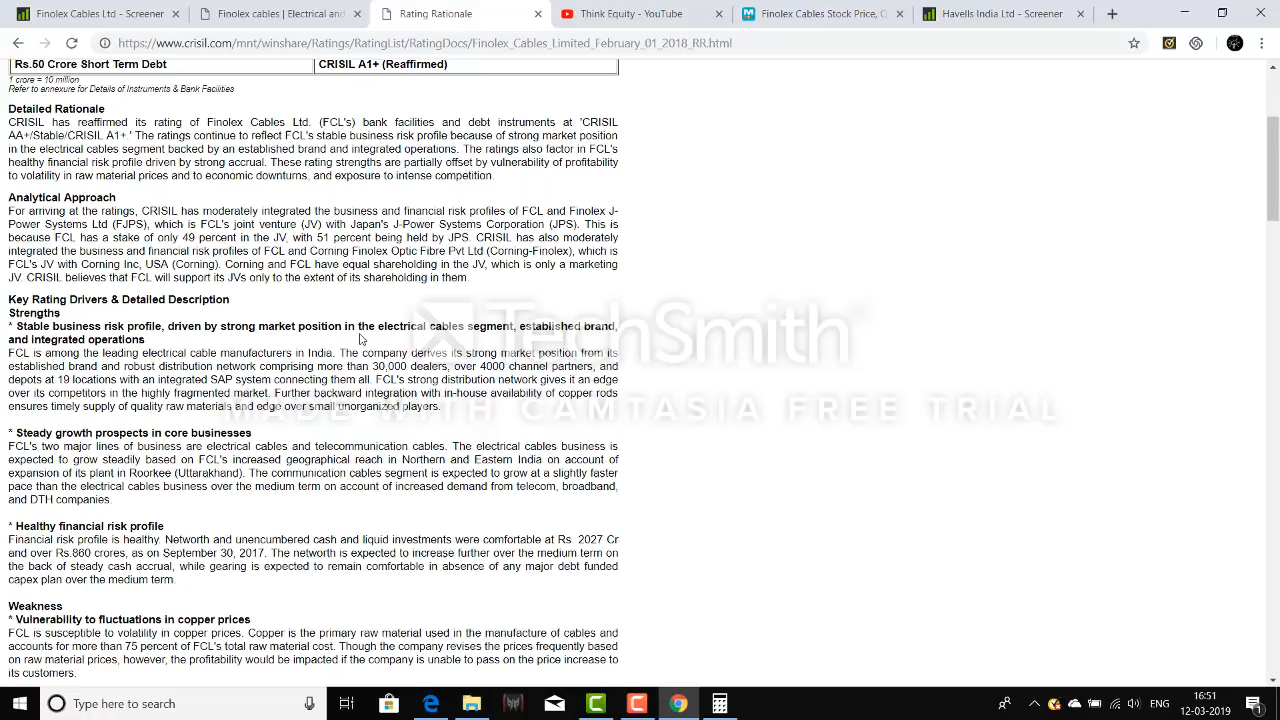 Finolex Cables Ltd - Screener
Finolex cables | Electrical and
Rating Rationale
Think Equity - YouTube
Finolex Cables Stock Price, Q
Havells India Ltd - Screener
https://www.crisil.com/mnt/winshare/Ratings/RatingList/RatingDocs/Finolex_Cables_Limited_February_01_2018_RR.html
Rs.50 Crore Short Term Debt
CRISIL A1+ (Reaffirmed)
1 crore = 10 million
Refer to annexure for Details of Instruments & Bank Facilities
Detailed Rationale
CRISIL has reaffirmed its rating of Finolex Cables Ltd. (FCL's) bank facilities and debt instruments at 'CRISIL
AA+/Stable/CRISIL A1+.' The ratings continue to reflect FCL's stable business risk profile because of strong market position
in the electrical cables segment backed by an established brand and integrated operations. The ratings also factor in FCL's
healthy financial risk profile driven by strong accrual. These rating strengths are partially offset by vulnerability of profitability
to volatility in raw material prices and to economic downturns, and exposure to intense competition.
Analytical Approach
For arriving at the ratings, CRISIL has moderately integrated the business and financial risk profiles of FCL and Finolex J-
Power Systems Ltd (FJPS), which is FCL's joint venture (JV) with Japan's J-Power Systems Corporation (JPS). This is
because FCL has a stake of only 49 percent in the JV, with 51 percent being held by JPS. CRISIL has also moderately
integrated the business and financial risk profiles of FCL and Corning Finolex Optic Fibre Pvt Ltd (Corning-Finolex), which is
FCL's JV with Corning Inc, USA (Corning). Corning and FCL have equal shareholding in the JV, which is only a marketing
JV. CRISIL believes that FCL will support its JVs only to the extent of its shareholding in them.
Key Rating Drivers & Detailed Description
Strengths
* Stable business risk profile, driven by strong market position in the electrical cables segment, established brand,
and integrated operations
FCL is among the leading electrical cable manufacturers in India. The company derives its strong market position from its
established brand and robust distribution network comprising more than 30,000 dealers, over 4000 channel partners, and
depots at 19 locations with an integrated SAP system connecting them all. FCL's strong distribution network gives it an edge
over its competitors in the highly fragmented market. Further backward integration with in-house availability of copper rods
ensures timely supply of quality raw materials and edge over small unorganized players.
* Steady growth prospects in core businesses
FCL's two major lines of business are electrical cables and telecommunication cables. The electrical cables business is
expected to grow steadily based on FCL's increased geographical reach in Northern and Eastern India on account of
expansion of its plant in Roorkee (Uttarakhand). The communication cables segment is expected to grow at a slightly faster
pace than the electrical cables business over the medium term on account of increased demand from telecom, broadband,
and DTH companies.
* Healthy financial risk profile
Financial risk profile is healthy. Networth and unencumbered cash and liquid investments were comfortable at Rs. 2027 Cr
and over Rs.860 crores, as on September 30, 2017. The networth is expected to increase further over the medium term on
the back of steady cash accrual, while gearing is expected to remain comfortable in absence of any major debt funded
capex plan over the medium term.
Weakness
* Vulnerability to fluctuations in copper prices
FCL is susceptible to volatility in copper prices. Copper is the primary raw material used in the manufacture of cables and
accounts for more than 75 percent of FCL's total raw material cost. Though the company revises the prices frequently based
on raw material prices, however, the profitability would be impacted if the company is unable to pass on the price increase to
its customers.
TechSmith
MADE WITH CAMTASIA FREE TRIAL
Type here to search
ENG
16:51
12-03-2019
1